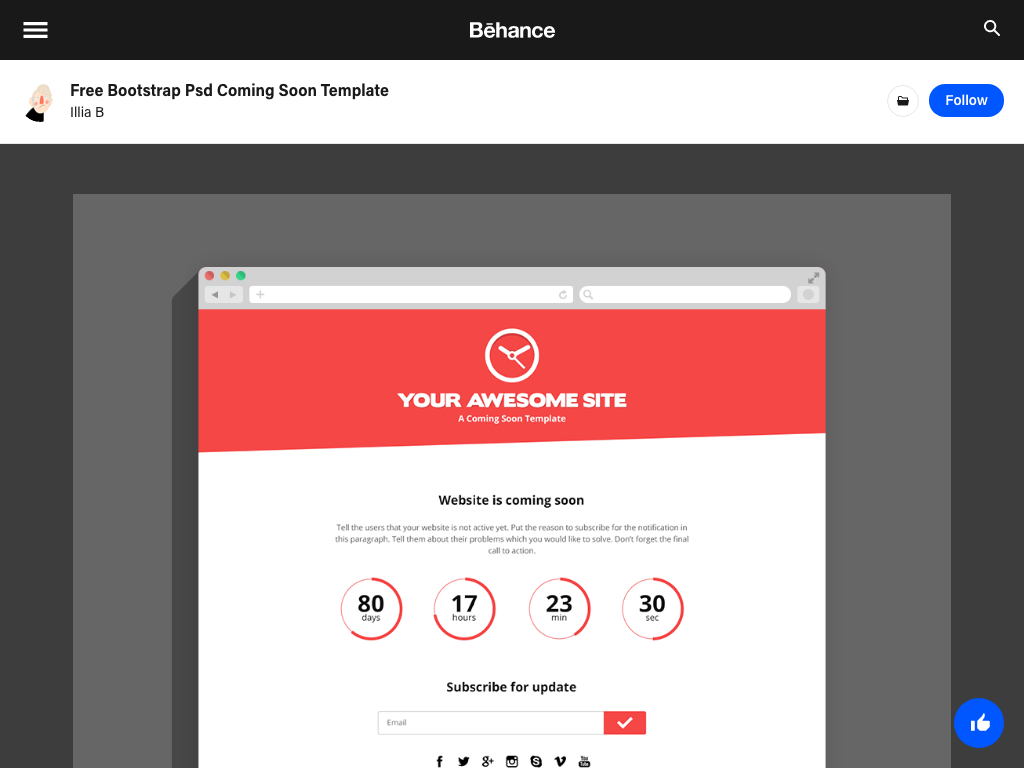 Bēhance
Free Bootstrap Psd Coming Soon Template
Illia B
Follow
YOUR AWESOME SITE
A Coming Soon Template
Website is coming soon
Tell the users that your website is not active yet. Put the reason to subscribe for the notification in
this paragraph. Tell them about their problems which you would like to solve. Don't forget the final
call to action.
80 17 23 30
days hours min sec
Subscribe for update
Email
You
Tube